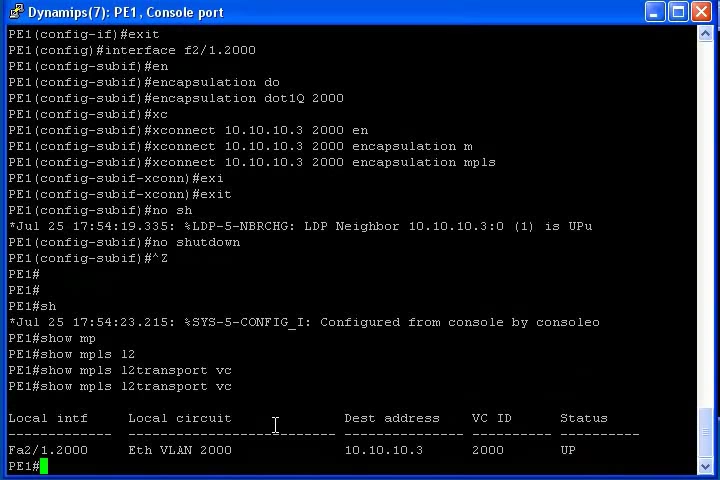 Dynamips(7): PE1 , Console port
PE1(config-if)#exit
PE1(config)#interface f2/1.2000
PE1(config-subif)#en
PE1(config-subif)#encapsulation do
PE1(config-subif)#encapsulation dot1Q 2000
PE1(config-subif)#xc
PE1(config-subif)#xconnect 10.10.10.3 2000 en
PE1(config-subif)#xconnect 10.10.10.3 2000 encapsulation m
PE1(config-subif)#xconnect 10.10.10.3 2000 encapsulation mpls
PE1(config-subif-xconn)#exi
PE1(config-subif-xconn)#exit
PE1(config-subif)#no sh
*Jul 25 17:54:19.335: %LDP-5-NBRCHG: LDP Neighbor 10.10.10.3:0 (1) is UPu
PE1(config-subif)#no shutdown
PE1(config-subif)#^Z
PE1#
PE1#
PE1#sh
*Jul 25 17:54:23.215: %SYS-5-CONFIG_I: Configured from console by consoleo
PE1#show mp
PE1#show mpls l2
PE1#show mpls l2transport vc
PE1#show mpls l2transport vc
Local intf     Local circuit              Dest address    VC ID      Status
-------------  -------------------------- --------------- ---------- ----------
Fa2/1.2000     Eth VLAN 2000              10.10.10.3      2000       UP
PE1#